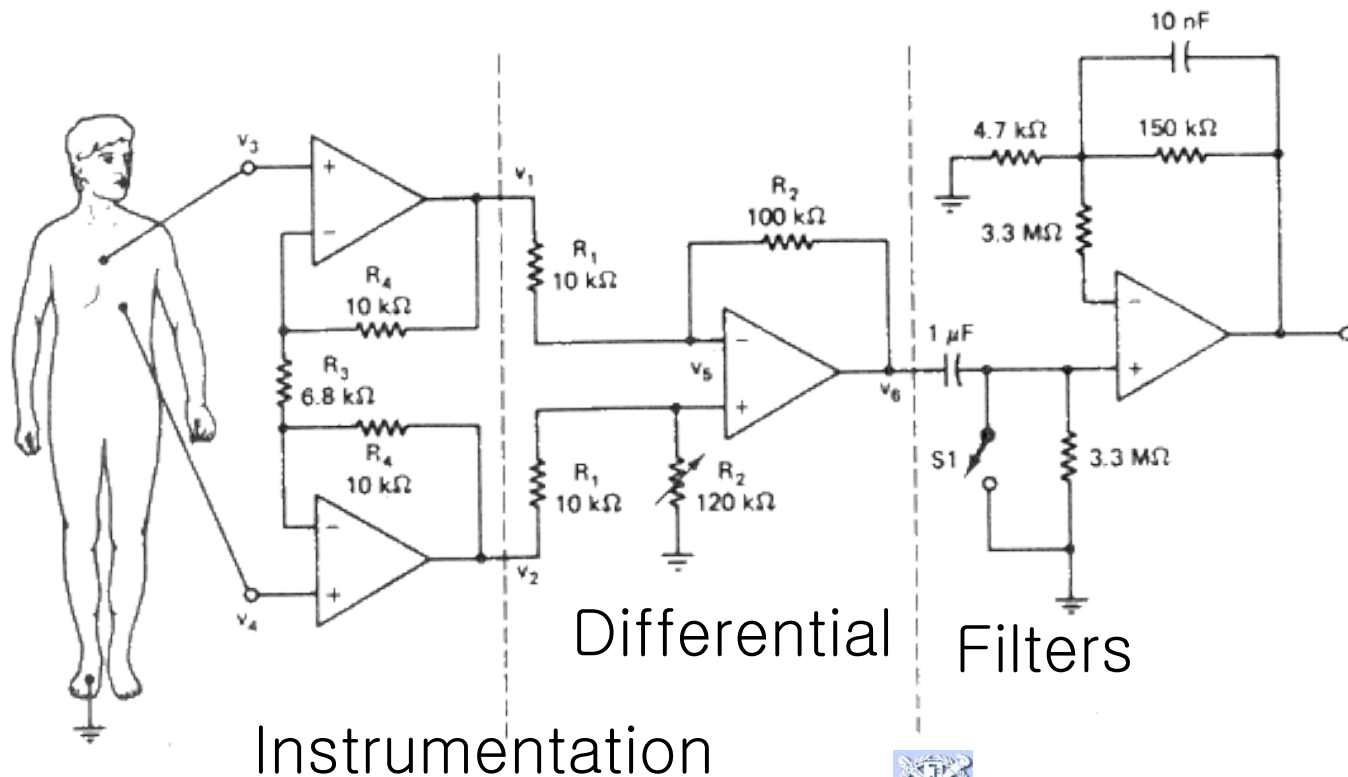 10 nF
4.7 kΩ
150 kΩ
v₃
v₁
R₂
100 kΩ
3.3 MΩ
R₁
10 kΩ
R₄
10 kΩ
1 μF
R₃
6.8 kΩ
v₅
v₆
R₄
10 kΩ
R₁
10 kΩ
R₂
120 kΩ
S1
3.3 MΩ
v₄
v₂
+
−
−
+
−
+
−
+
Differential
Filters
Instrumentation